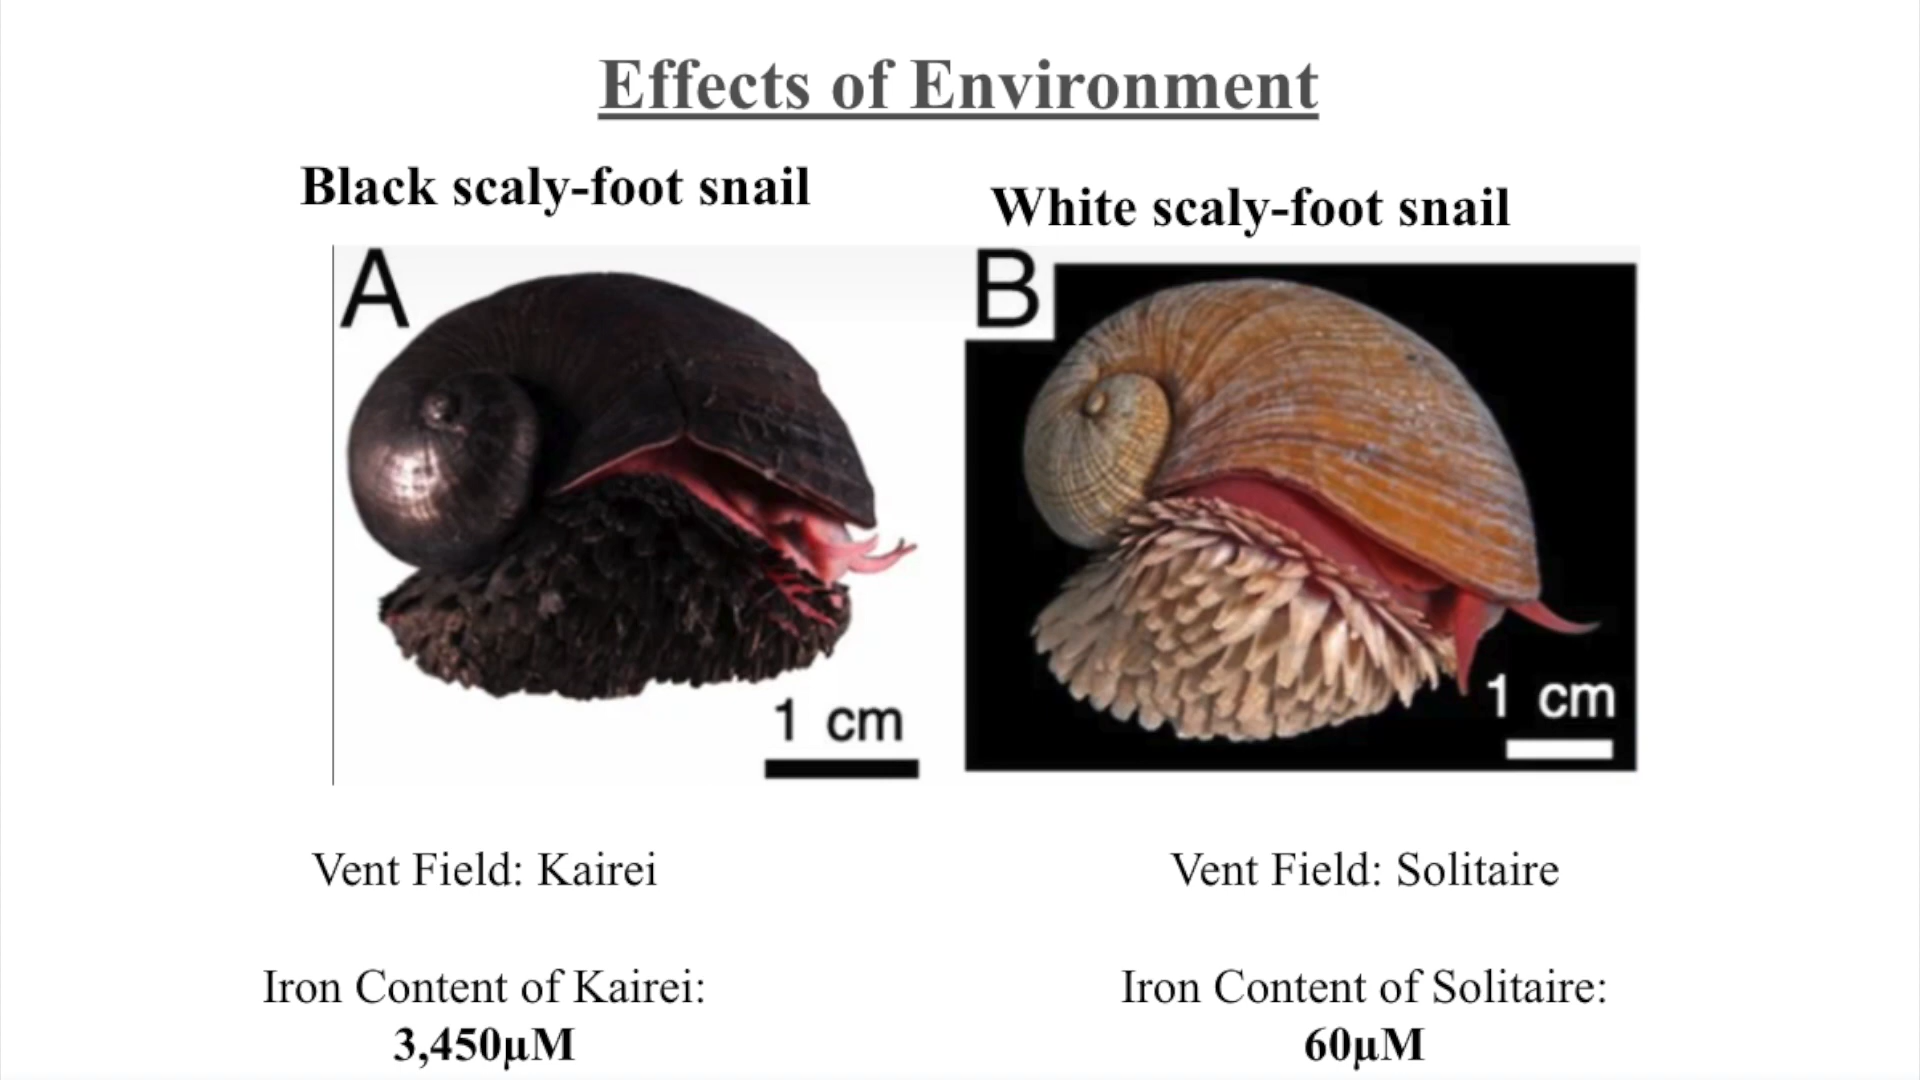 Effects of Environment
Black scaly-foot snail
White scaly-foot snail
A
B
1 cm
1 cm
Vent Field: Kairei
Vent Field: Solitaire
Iron Content of Kairei:
3,450μM
Iron Content of Solitaire:
60μM